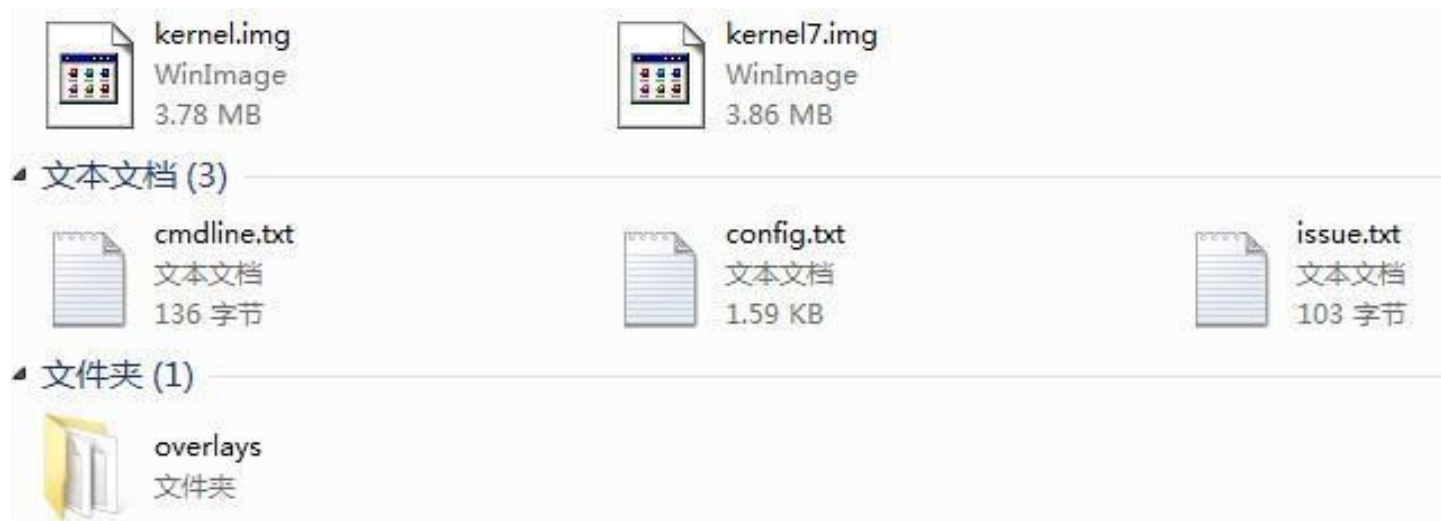 kernel.img
WinImage
3.78 MB
kernel7.img
WinImage
3.86 MB
文本文档 (3)
cmdline.txt
文本文档
136 字节
config.txt
文本文档
1.59 KB
issue.txt
文本文档
103 字节
文件夹 (1)
overlays
文件夹